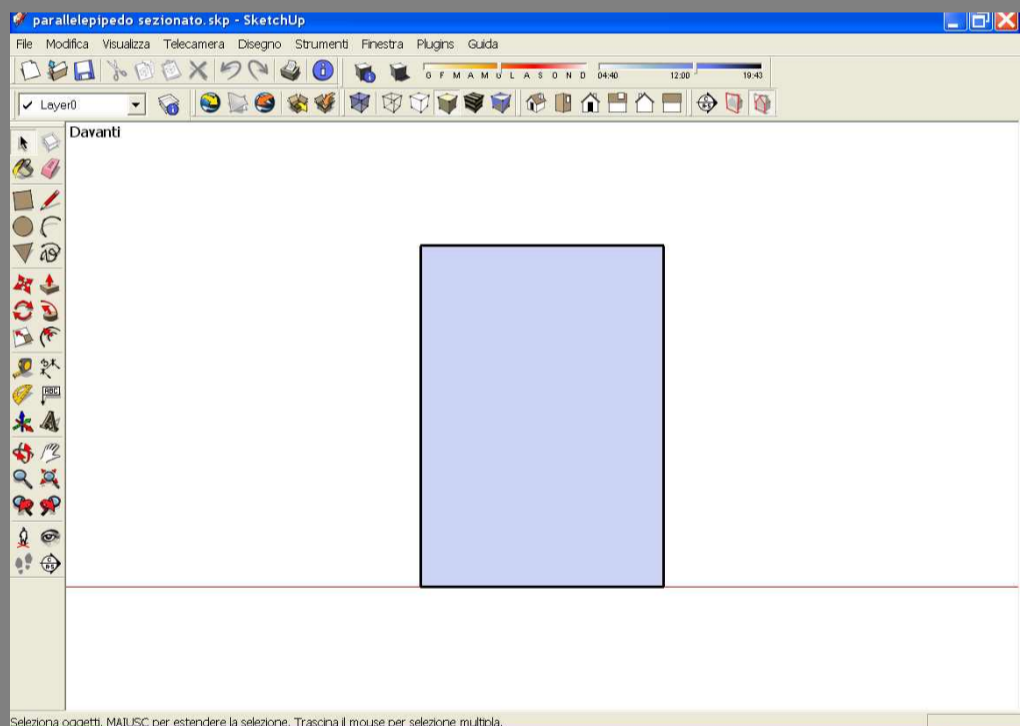 parallelepipedo sezionato.skp - SketchUp
File Modifica Visualizza Telecamera Disegno Strumenti Finestra Plugins Guida
G F M A M L A S O N D 04:40 12:00 19:43
Layer0
Davanti
ABC
Seleziona oggetti. MAIUSC per estendere la selezione. Trascina il mouse per selezione multipla.